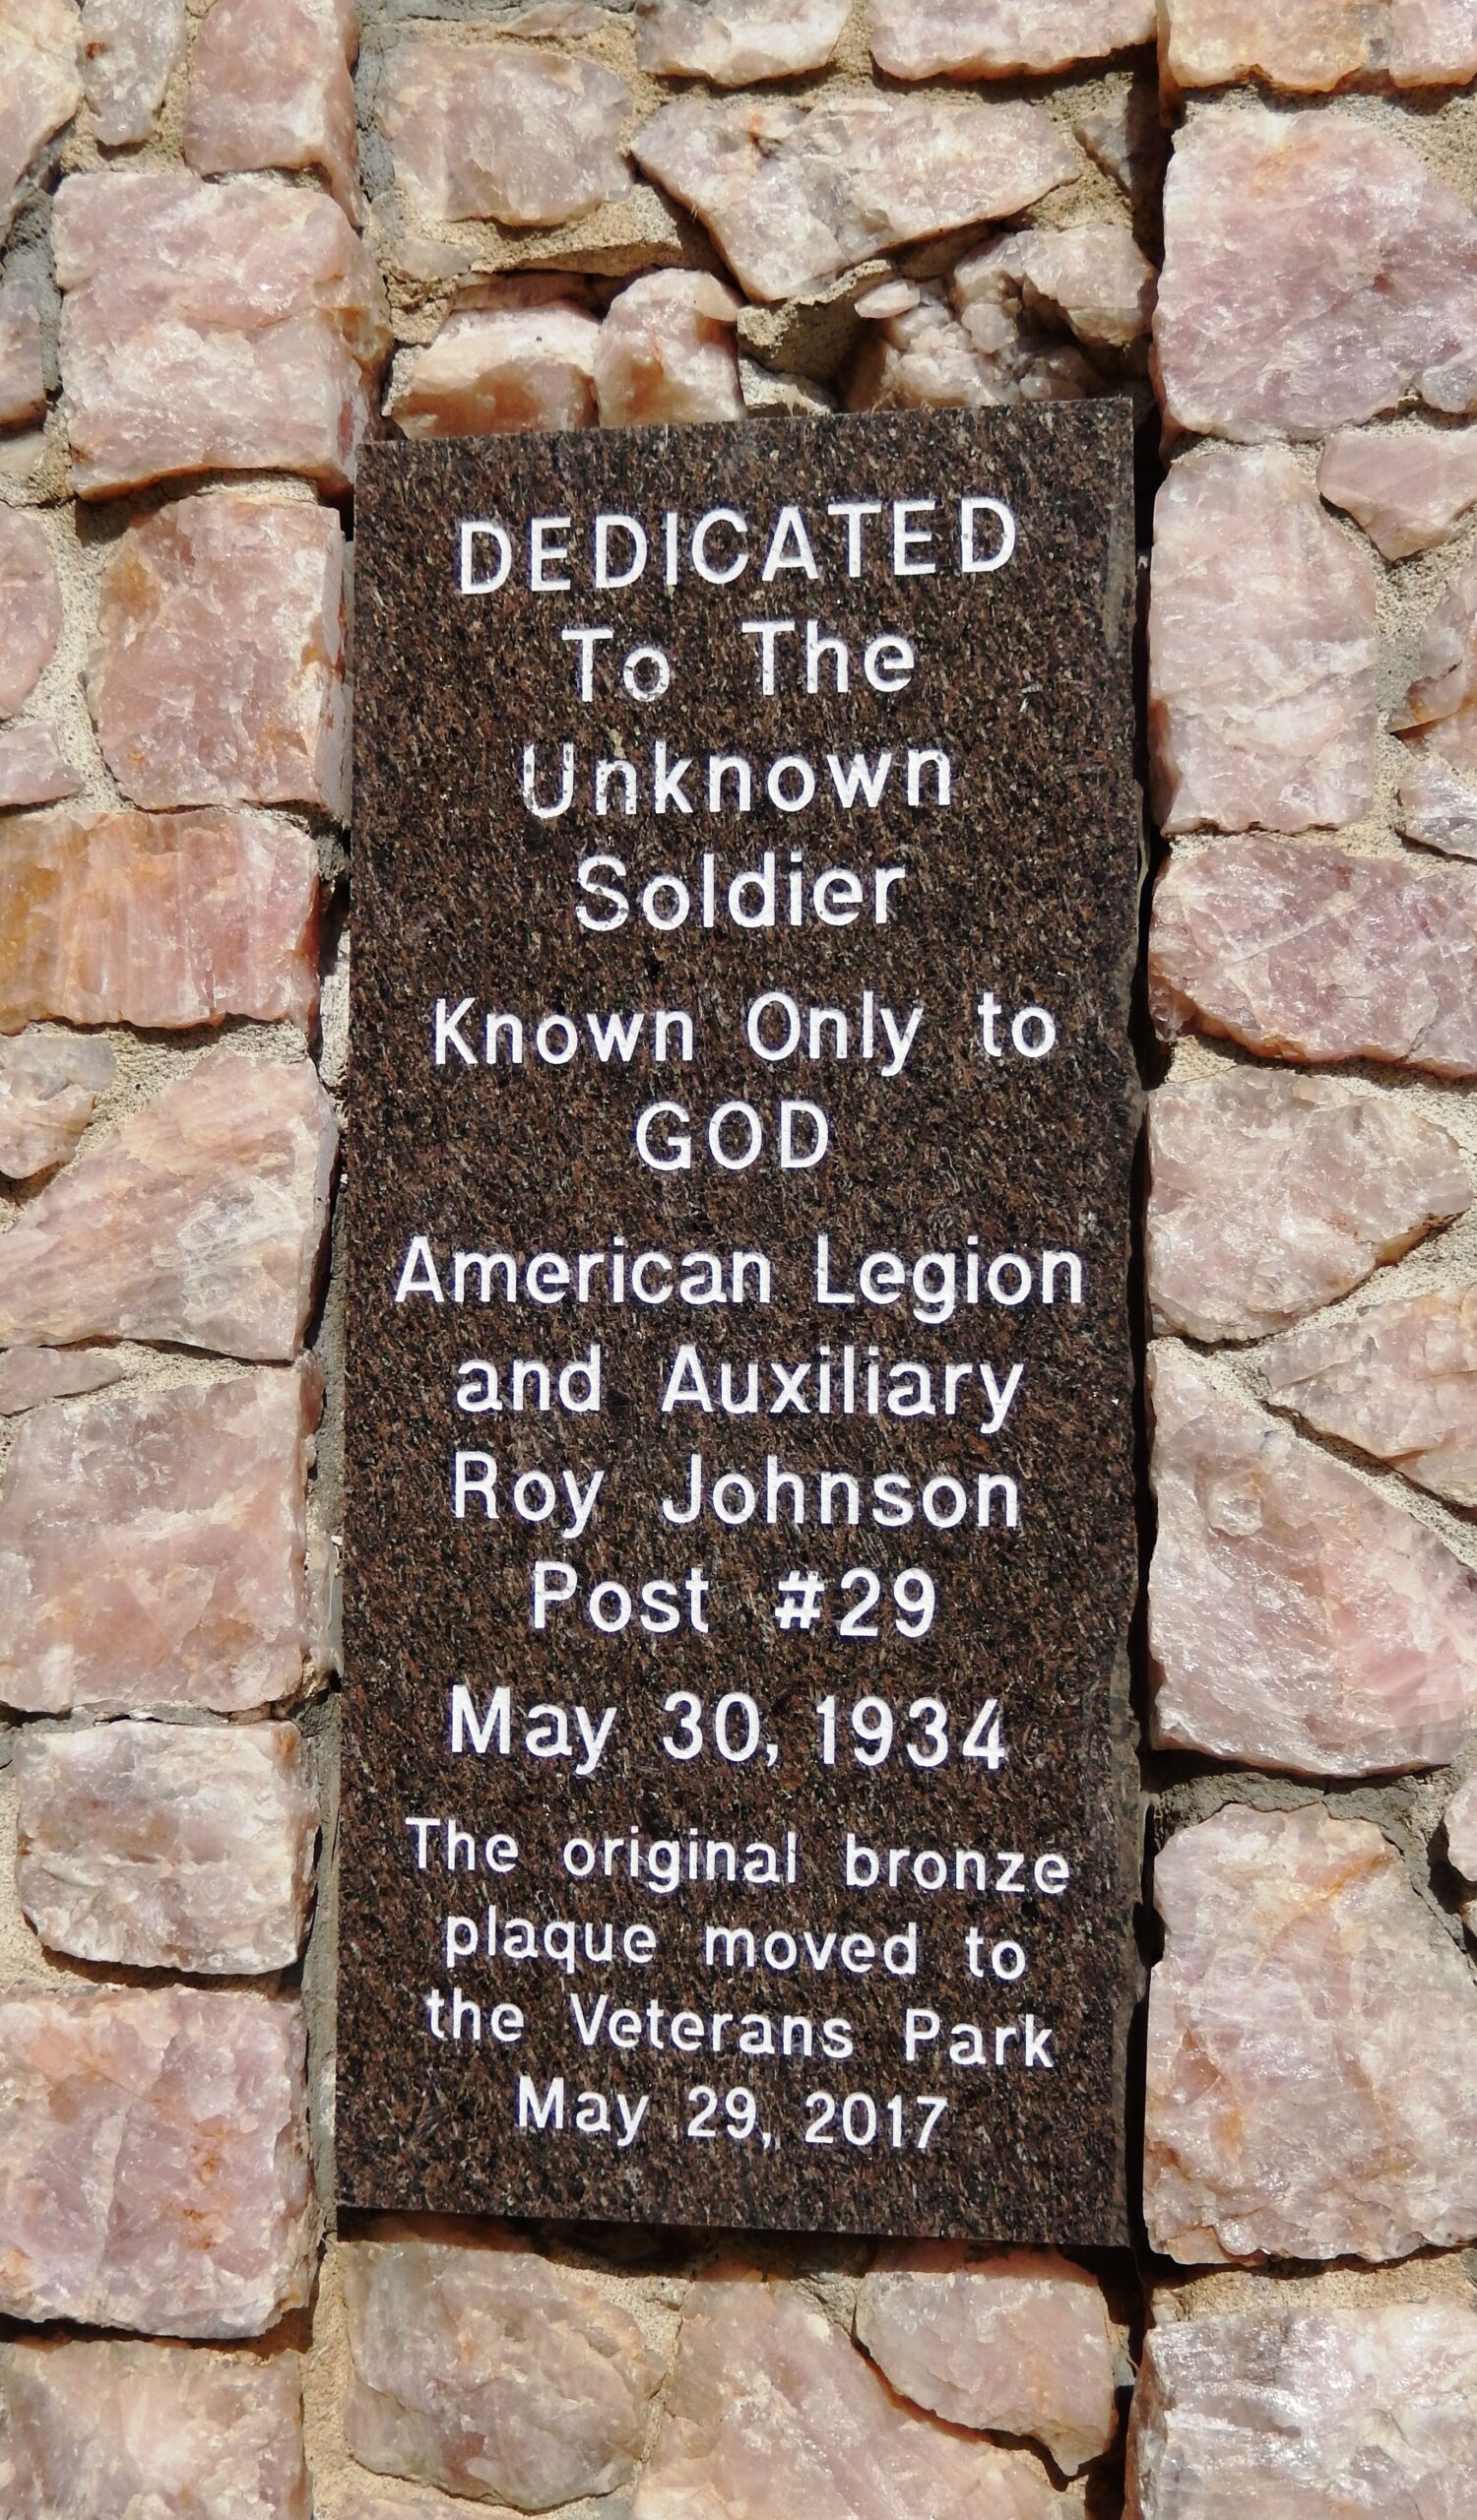 DEDICATED
To The
Unknown
Soldier
Known Only to
GOD
American Legion
and Auxiliary
Roy Johnson
Post #29
May 30, 1934
The original bronze
plaque moved to
the Veterans Park
May 29, 2017